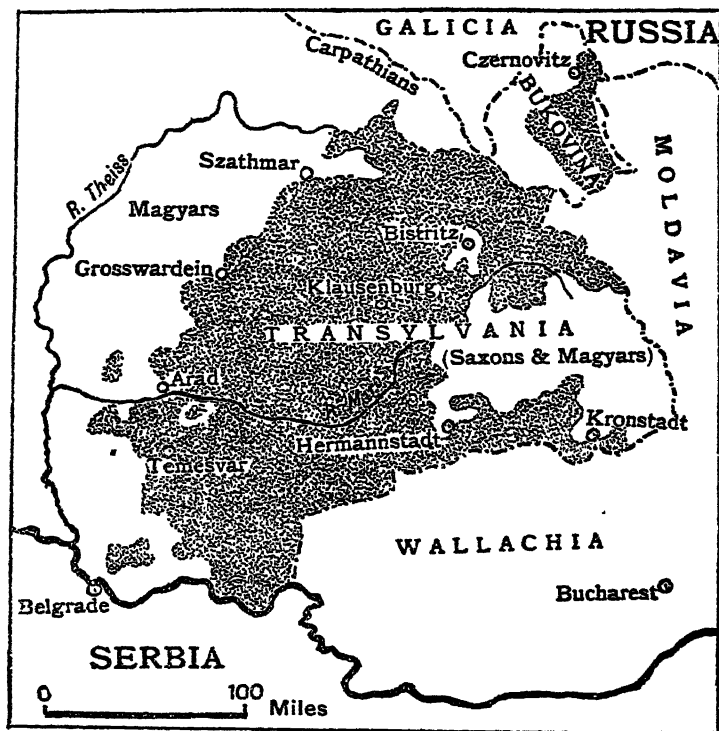 GALICIA
RUSSIA
Carpathians
Czernovitz
BUKOVINA
MOLDAVIA
R. Theiss
Szathmar
Magyars
Bistritz
Grosswardein
Klausenburg
TRANSYLVANIA
(Saxons & Magyars)
Arad
Kronstadt
Hermannstadt
Temesvar
WALLACHIA
Belgrade
Bucharest
SERBIA
0 100 Miles